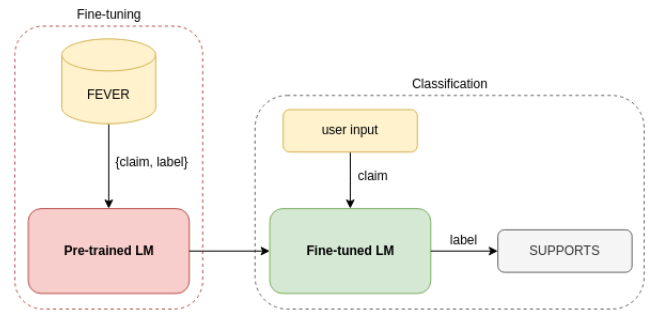 Fine-tuning
FEVER
{claim, label}
Pre-trained LM
Classification
user input
claim
Fine-tuned LM
label
SUPPORTS